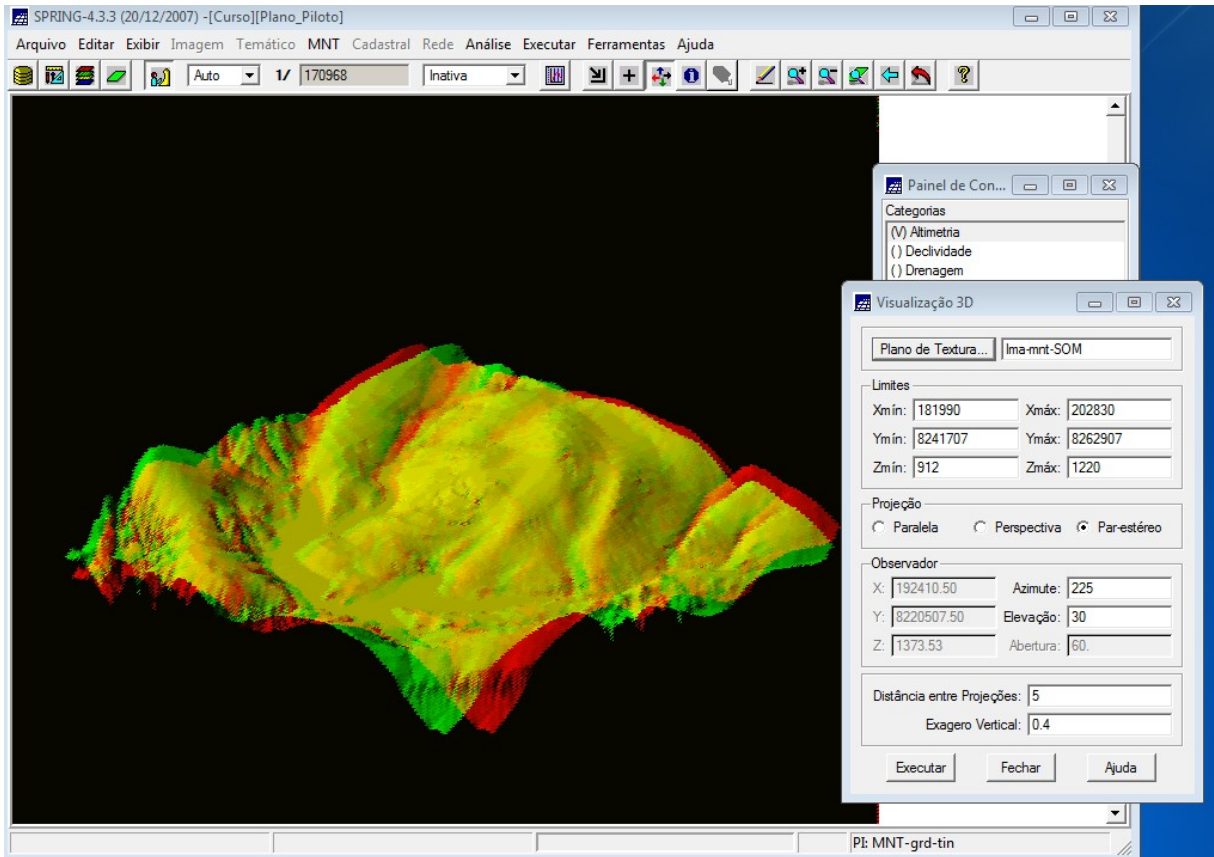 SPRING-4.3.3 (20/12/2007) -[Curso][Plano_Piloto]
Arquivo Editar Exibir Imagem Temático MNT Cadastral Rede Análise Executar Ferramentas Ajuda
Auto 1/ 170968 Inativa
Painel de Con...
Categorias
(V) Altimetria
( ) Declividade
( ) Drenagem
Visualização 3D
Plano de Textura... Ima-mnt-SOM
Limites
Xmín: 181990 Xmáx: 202830
Ymín: 8241707 Ymáx: 8262907
Zmín: 912 Zmáx: 1220
Projeção
Paralela Perspectiva Par-estéreo
Observador
X: 192410.50 Azimute: 225
Y: 8220507.50 Elevação: 30
Z: 1373.53 Abertura: 60.
Distância entre Projeções: 5
Exagero Vertical: 0.4
Executar Fechar Ajuda
PI: MNT-grd-tin